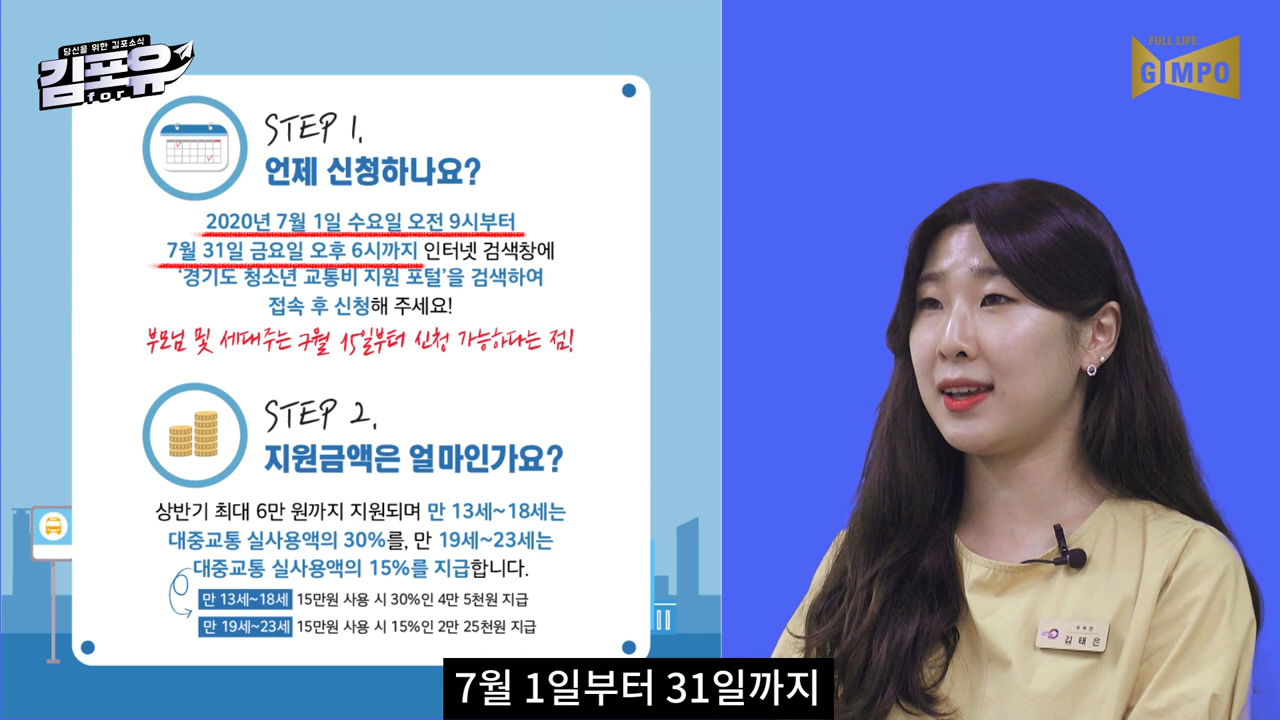 당신을 위한 김포소식
김포유
for
FULL LIFE
GIMPO
STEP 1.
언제 신청하나요?
2020년 7월 1일 수요일 오전 9시부터
7월 31일 금요일 오후 6시까지 인터넷 검색창에
'경기도 청소년 교통비 지원 포털'을 검색하여
접속 후 신청해 주세요!
부모님 및 세대주는 7월 15일부터 신청 가능하다는 점!
STEP 2.
지원금액은 얼마인가요?
상반기 최대 6만 원까지 지원되며 만 13세~18세는
대중교통 실사용액의 30%를, 만 19세~23세는
대중교통 실사용액의 15%를 지급합니다.
만 13세~18세 15만원 사용 시 30%인 4만 5천원 지급
만 19세~23세 15만원 사용 시 15%인 2만 25천원 지급
김태은
7월 1일부터 31일까지